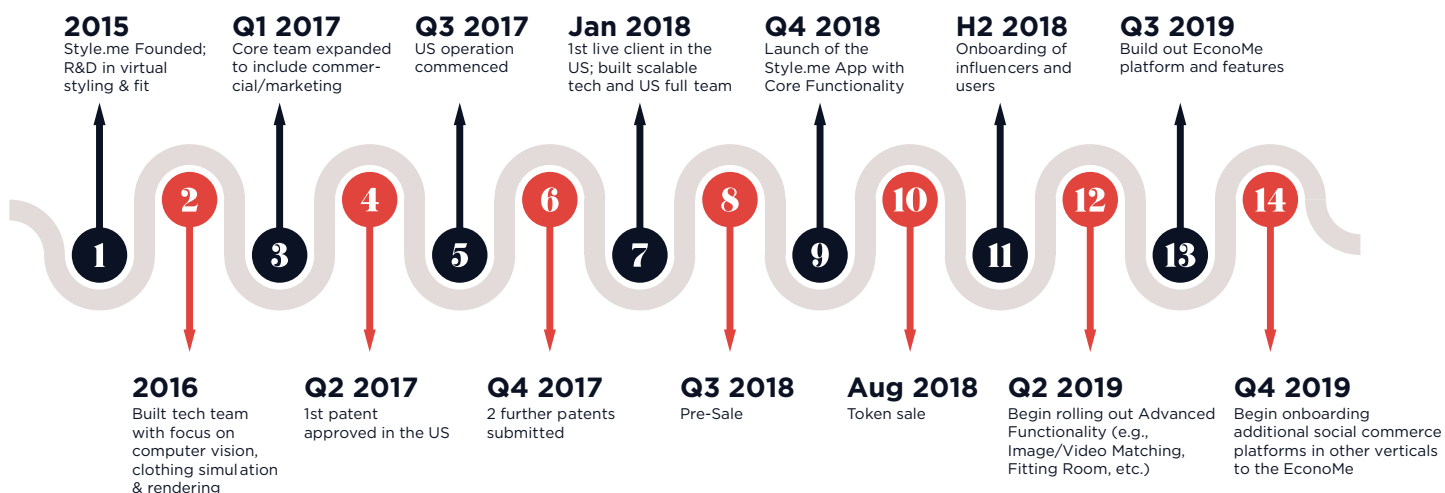 2015
Style.me Founded;
R&D in virtual
styling & fit
Q1 2017
Core team expanded
to include commer-
cial/marketing
Q3 2017
US operation
commenced
Jan 2018
1st live client in the
US; built scalable
tech and US full team
Q4 2018
Launch of the
Style.me App with
Core Functionality
H2 2018
Onboarding of
influencers and
users
Q3 2019
Build out EconoMe
platform and features
1
2
3
4
5
6
7
8
9
10
11
12
13
14
2016
Built tech team
with focus on
computer vision,
clothing simulation
& rendering
Q2 2017
1st patent
approved in the US
Q4 2017
2 further patents
submitted
Q3 2018
Pre-Sale
Aug 2018
Token sale
Q2 2019
Begin rolling out Advanced
Functionality (e.g.,
Image/Video Matching,
Fitting Room, etc.)
Q4 2019
Begin onboarding
additional social commerce
platforms in other verticals
to the EconoMe